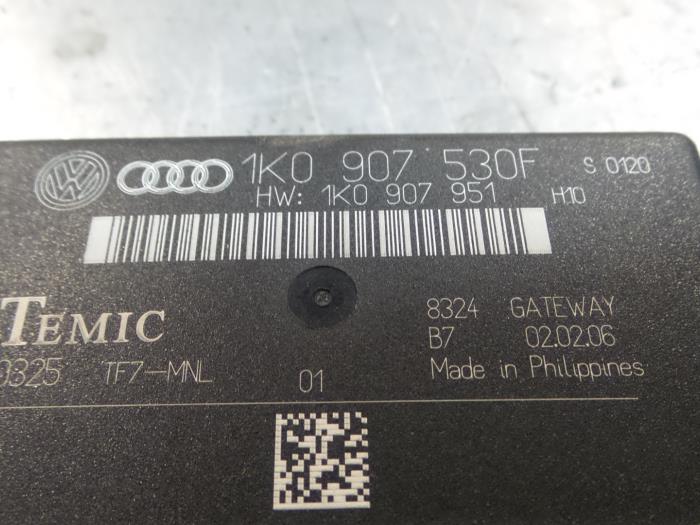 1K0 907 530F S 0120
HW: 1K0 907 951 H10
TEMIC
8324 GATEWAY
B7 02.02.06
0325 TF7-MNL 01
Made in Philippines